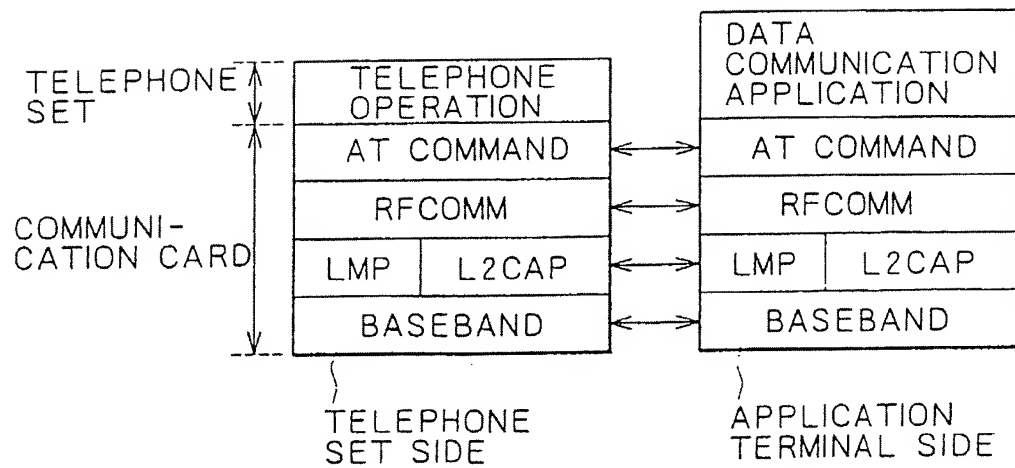 TELEPHONE
SET
COMMUNI-
CATION CARD
TELEPHONE
OPERATION
AT COMMAND
RFCOMM
LMP
L2CAP
BASEBAND
TELEPHONE
SET SIDE
DATA
COMMUNICATION
APPLICATION
AT COMMAND
RFCOMM
LMP
L2CAP
BASEBAND
APPLICATION
TERMINAL SIDE